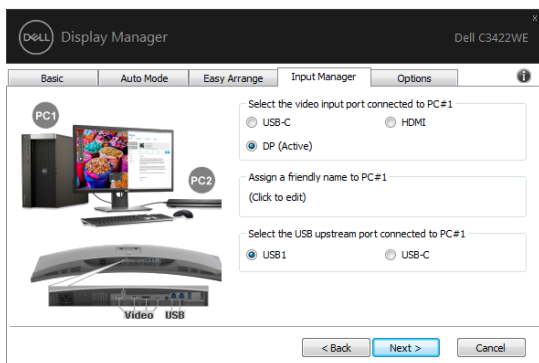 DELL Display Manager
x
Dell C3422WE
Basic Auto Mode Easy Arrange Input Manager Options i
PC1
PC2
Video USB
Select the video input port connected to PC#1
USB-C HDMI
DP (Active)
Assign a friendly name to PC#1
(Click to edit)
Select the USB upstream port connected to PC#1
USB1 USB-C
< Back Next > Cancel